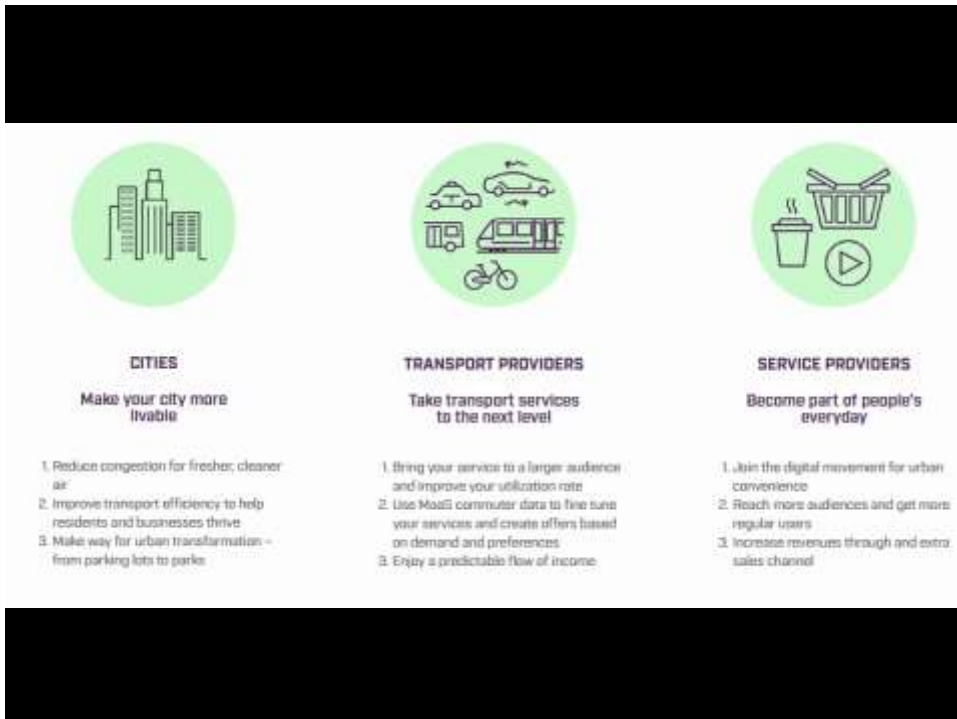 CITIES
Make your city more
livable
1. Reduce congestion for fresher, cleaner
air
2. Improve transport efficiency to help
residents and businesses thrive
3. Make way for urban transformation –
from parking lots to parks
TRANSPORT PROVIDERS
Take transport services
to the next level
1. Bring your service to a larger audience
and improve your utilization rate
2. Use MaaS commuter data to fine tune
your services and create offers based
on demand and preferences
3. Enjoy a predictable flow of income
SERVICE PROVIDERS
Become part of people's
everyday
1. Join the digital movement for urban
convenience
2. Reach more audiences and get more
regular users
3. Increase revenues through and extra
sales channel